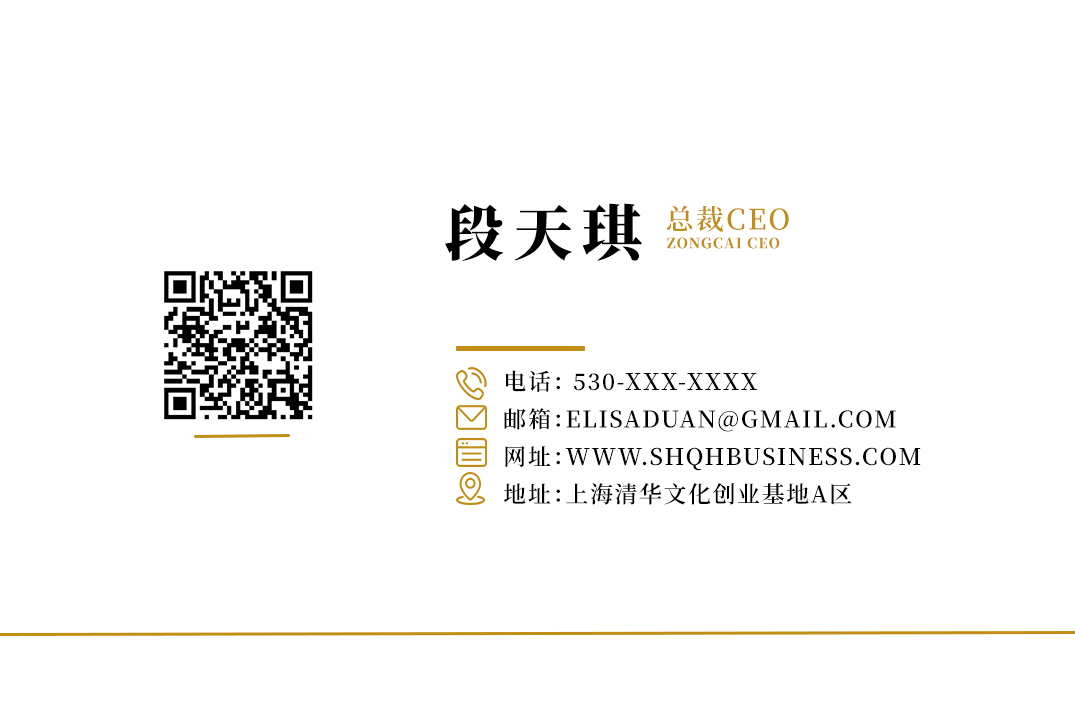 段天琪
总裁CEO
ZONGCAI CEO
电话：530-XXX-XXXX
邮箱：ELISADUAN@GMAIL.COM
网址：WWW.SHQHBUSINESS.COM
地址：上海清华文化创业基地A区